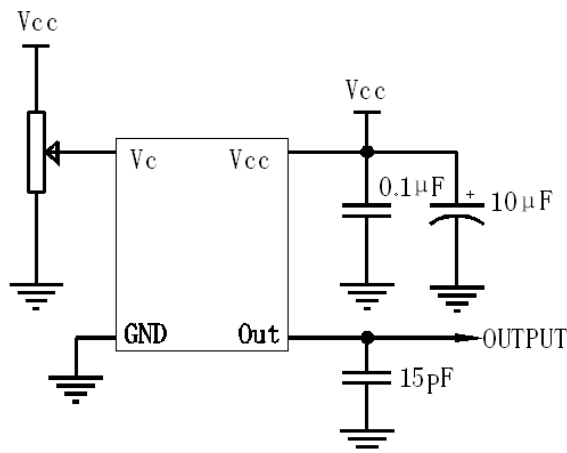 Vcc
Vcc
Vc
Vcc
0.1μF
+
10μF
GND
Out
OUTPUT
15pF